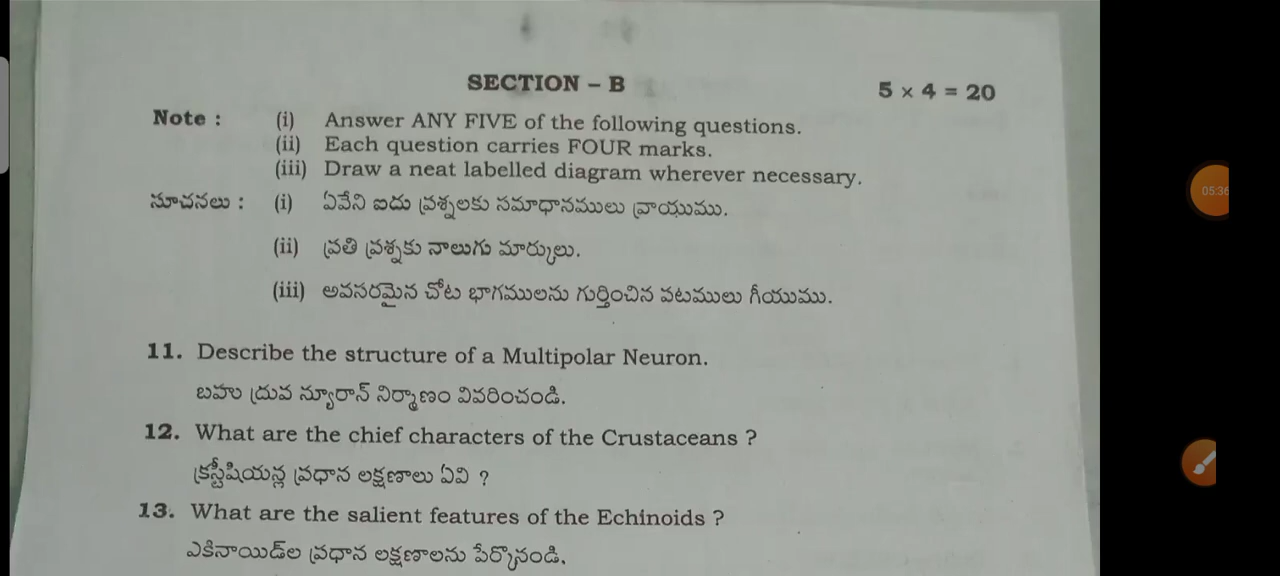 SECTION – B
5 × 4 = 20
Note : (i) Answer ANY FIVE of the following questions.
(ii) Each question carries FOUR marks.
(iii) Draw a neat labelled diagram wherever necessary.
సూచనలు : (i) ఏవేని ఐదు ప్రశ్నలకు సమాధానములు వ్రాయుము.
(ii) ప్రతి ప్రశ్నకు నాలుగు మార్కులు.
(iii) అవసరమైన చోట భాగములను గుర్తించిన పటములు గీయుము.
11. Describe the structure of a Multipolar Neuron.
బహు ధ్రువ న్యూరాన్ నిర్మాణం వివరించండి.
12. What are the chief characters of the Crustaceans ?
క్రస్టేషియన్ల ప్రధాన లక్షణాలు ఏవి ?
13. What are the salient features of the Echinoids ?
ఎకినాయిడ్‌ల ప్రధాన లక్షణాలను పేర్కొనండి.
05:36